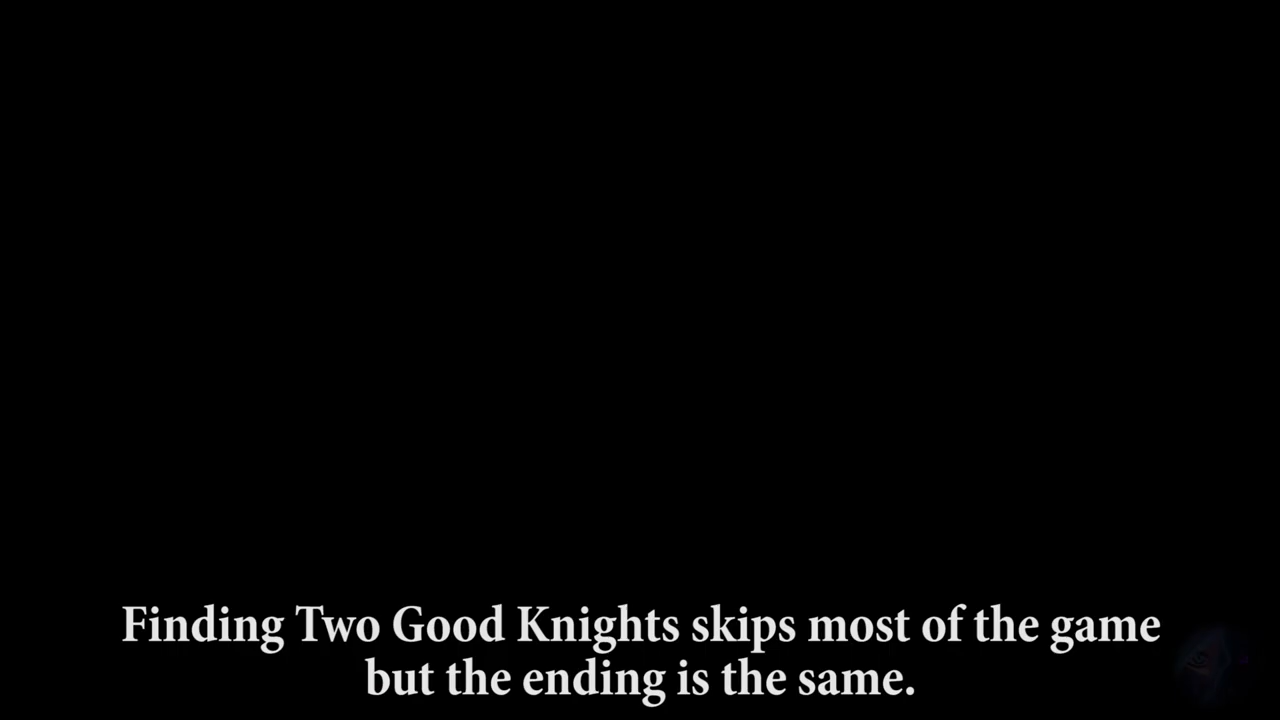 Finding Two Good Knights skips most of the game
but the ending is the same.